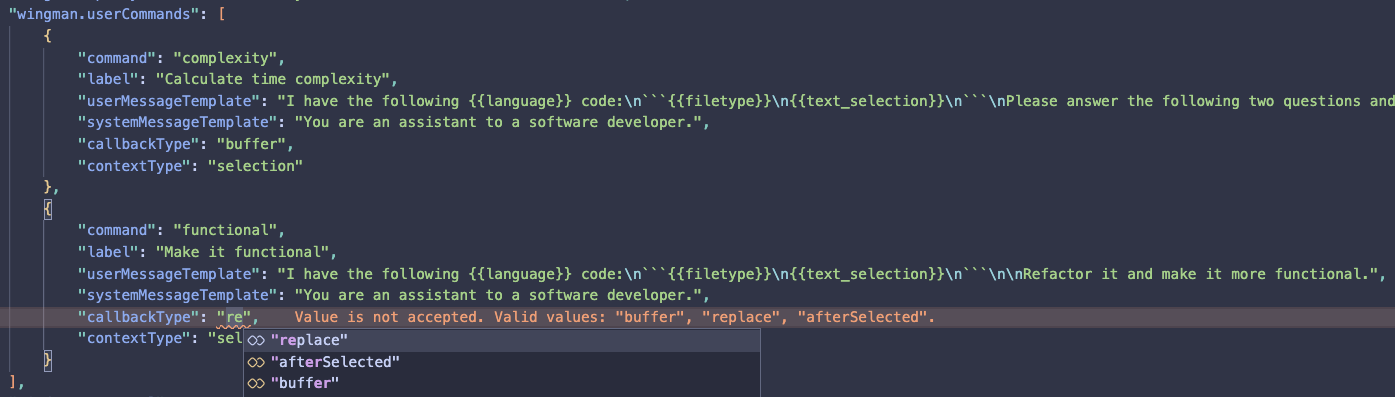 "wingman.userCommands": [
{
"command": "complexity",
"label": "Calculate time complexity",
"userMessageTemplate": "I have the following {{language}} code:\n```{{filetype}}\n{{text_selection}}\n```\nPlease answer the following two questions and
"systemMessageTemplate": "You are an assistant to a software developer.",
"callbackType": "buffer",
"contextType": "selection"
},
{
"command": "functional",
"label": "Make it functional",
"userMessageTemplate": "I have the following {{language}} code:\n```{{filetype}}\n{{text_selection}}\n```\n\nRefactor it and make it more functional.",
"systemMessageTemplate": "You are an assistant to a software developer.",
"callbackType": "re", Value is not accepted. Valid values: "buffer", "replace", "afterSelected".
"contextType": "sel
"replace"
"afterSelected"
"buffer"
}
],